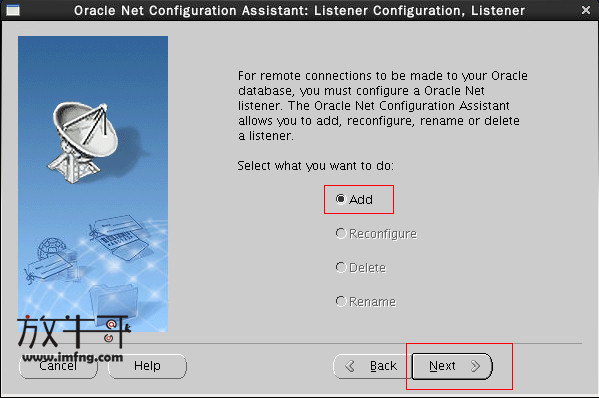 Oracle Net Configuration Assistant: Listener Configuration, Listener
For remote connections to be made to your Oracle
database, you must configure a Oracle Net
listener. The Oracle Net Configuration Assistant
allows you to add, reconfigure, rename or delete
a listener.
Select what you want to do:
Add
Reconfigure
Delete
Rename
放牛哥
www.imfng.com
Cancel
Help
Back
Next